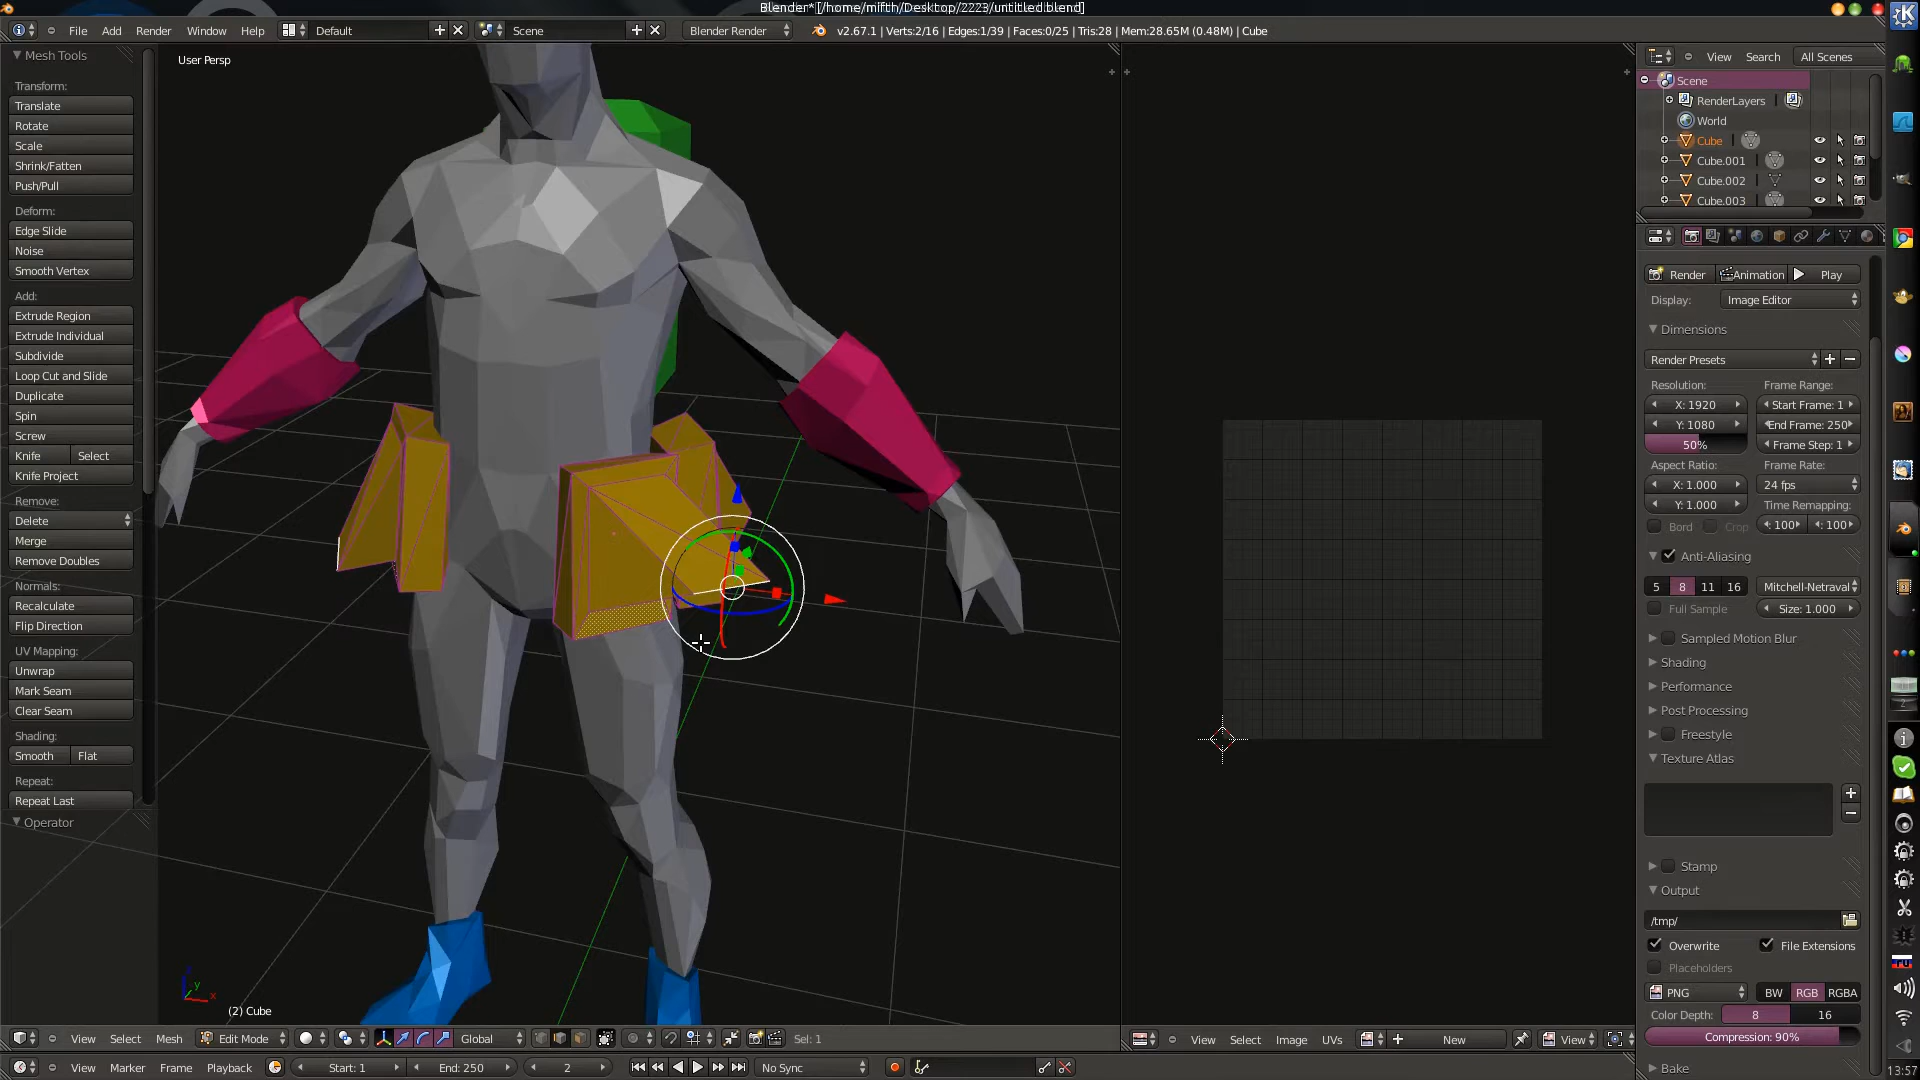 Blender* [/home/mifth/Desktop/2223/untitled.blend]
File Add Render Window Help Default Scene Blender Render v2.67.1 | Verts:2/16 | Edges:1/39 | Faces:0/25 | Tris:28 | Mem:28.65M (0.48M) | Cube
Mesh Tools
Transform:
Translate
Rotate
Scale
Shrink/Fatten
Push/Pull
Deform:
Edge Slide
Noise
Smooth Vertex
Add:
Extrude Region
Extrude Individual
Subdivide
Loop Cut and Slide
Duplicate
Spin
Screw
Knife Select
Knife Project
Remove:
Delete
Merge
Remove Doubles
Normals:
Recalculate
Flip Direction
UV Mapping:
Unwrap
Mark Seam
Clear Seam
Shading:
Smooth Flat
Repeat:
Repeat Last
Operator
User Persp
z
y
x
(2) Cube
View Select Mesh Edit Mode Global Sel: 1
View Select Image UVs New View
View Marker Frame Playback Start: 1 End: 250 2 No Sync
View Search All Scenes
Scene
RenderLayers
World
Cube
Cube.001
Cube.002
Cube.003
Render Animation Play
Display: Image Editor
Dimensions
Render Presets
Resolution: Frame Range:
X: 1920 Start Frame: 1
Y: 1080 End Frame: 250
50% Frame Step: 1
Aspect Ratio: Frame Rate:
X: 1.000 24 fps
Y: 1.000 Time Remapping:
Bord Crop : 100 : 100
Anti-Aliasing
5 8 11 16 Mitchell-Netraval
Full Sample Size: 1.000
Sampled Motion Blur
Shading
Performance
Post Processing
Freestyle
Texture Atlas
Stamp
Output
/tmp/
Overwrite File Extensions
Placeholders
PNG BW RGB RGBA
Color Depth: 8 16
Compression: 90%
Bake
2
13:57